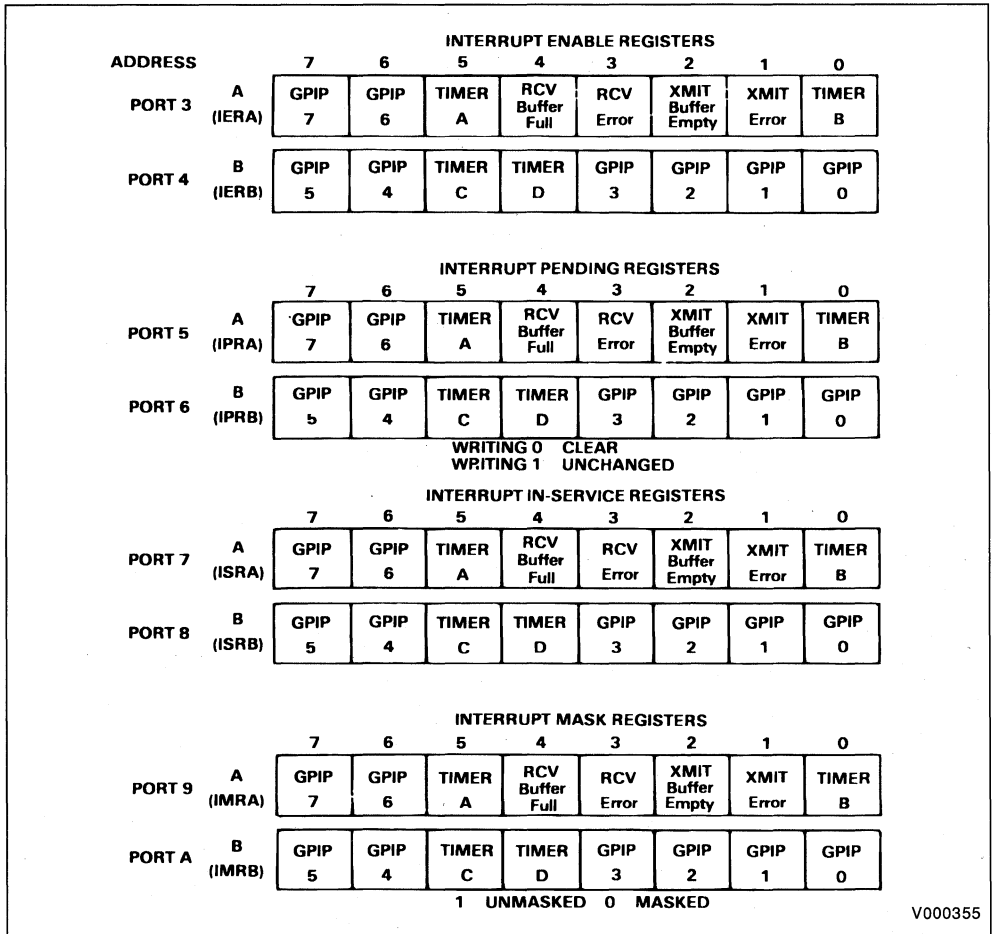 INTERRUPT ENABLE REGISTERS
ADDRESS 7 6 5 4 3 2 1 0
PORT 3 A (IERA) GPIP 7 GPIP 6 TIMER A RCV Buffer Full RCV Error XMIT Buffer Empty XMIT Error TIMER B
PORT 4 B (IERB) GPIP 5 GPIP 4 TIMER C TIMER D GPIP 3 GPIP 2 GPIP 1 GPIP 0
INTERRUPT PENDING REGISTERS
7 6 5 4 3 2 1 0
PORT 5 A (IPRA) GPIP 7 GPIP 6 TIMER A RCV Buffer Full RCV Error XMIT Buffer Empty XMIT Error TIMER B
PORT 6 B (IPRB) GPIP 5 GPIP 4 TIMER C TIMER D GPIP 3 GPIP 2 GPIP 1 GPIP 0
WRITING 0 CLEAR
WRITING 1 UNCHANGED
INTERRUPT IN-SERVICE REGISTERS
7 6 5 4 3 2 1 0
PORT 7 A (ISRA) GPIP 7 GPIP 6 TIMER A RCV Buffer Full RCV Error XMIT Buffer Empty XMIT Error TIMER B
PORT 8 B (ISRB) GPIP 5 GPIP 4 TIMER C TIMER D GPIP 3 GPIP 2 GPIP 1 GPIP 0
INTERRUPT MASK REGISTERS
7 6 5 4 3 2 1 0
PORT 9 A (IMRA) GPIP 7 GPIP 6 TIMER A RCV Buffer Full RCV Error XMIT Buffer Empty XMIT Error TIMER B
PORT A B (IMRB) GPIP 5 GPIP 4 TIMER C TIMER D GPIP 3 GPIP 2 GPIP 1 GPIP 0
1 UNMASKED 0 MASKED
V000355